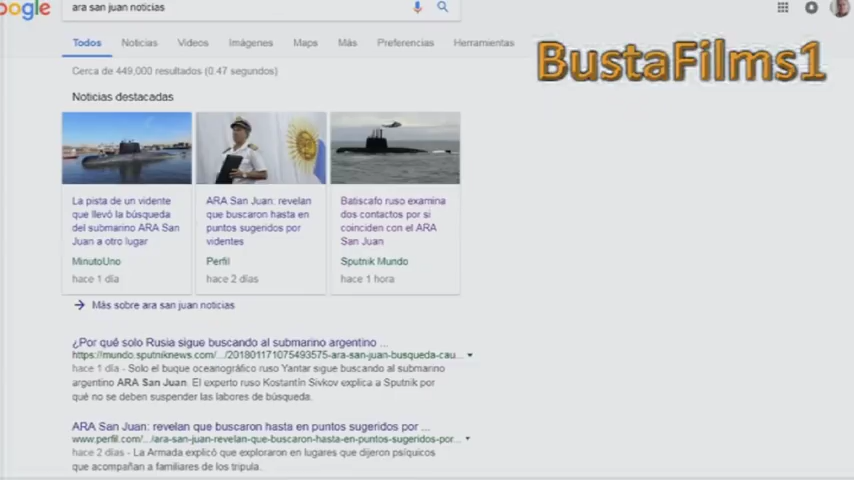 oogle
ara san juan noticias
Todos Noticias Videos Imágenes Maps Más Preferencias Herramientas
Cerca de 449,000 resultados (0.47 segundos)
BustaFilms1
Noticias destacadas
La pista de un vidente
que llevó la búsqueda
del submarino ARA San
Juan a otro lugar
MinutoUno
hace 1 día
ARA San Juan: revelan
que buscaron hasta en
puntos sugeridos por
videntes
Perfil
hace 2 días
Batiscafo ruso examina
dos contactos por si
coinciden con el ARA
San Juan
Sputnik Mundo
hace 1 hora
Más sobre ara san juan noticias
¿Por qué solo Rusia sigue buscando al submarino argentino ...
https://mundo.sputniknews.com/.../201801171075493575-ara-san-juan-busqueda-cau...
hace 1 día - Solo el buque oceanográfico ruso Yantar sigue buscando al submarino
argentino ARA San Juan. El experto ruso Kostantín Sivkov explica a Sputnik por
qué no se deben suspender las labores de búsqueda.
ARA San Juan: revelan que buscaron hasta en puntos sugeridos por ...
www.perfil.com/.../ara-san-juan-revelan-que-buscaron-hasta-en-puntos-sugeridos-por...
hace 2 días - La Armada explicó que exploraron en lugares que dijeron psíquicos
que acompañan a familiares de los tripula.